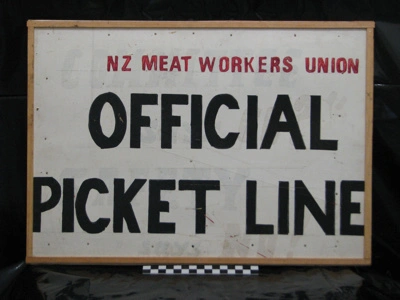 NZ MEAT WORKERS UNION
OFFICIAL
PICKET LINE